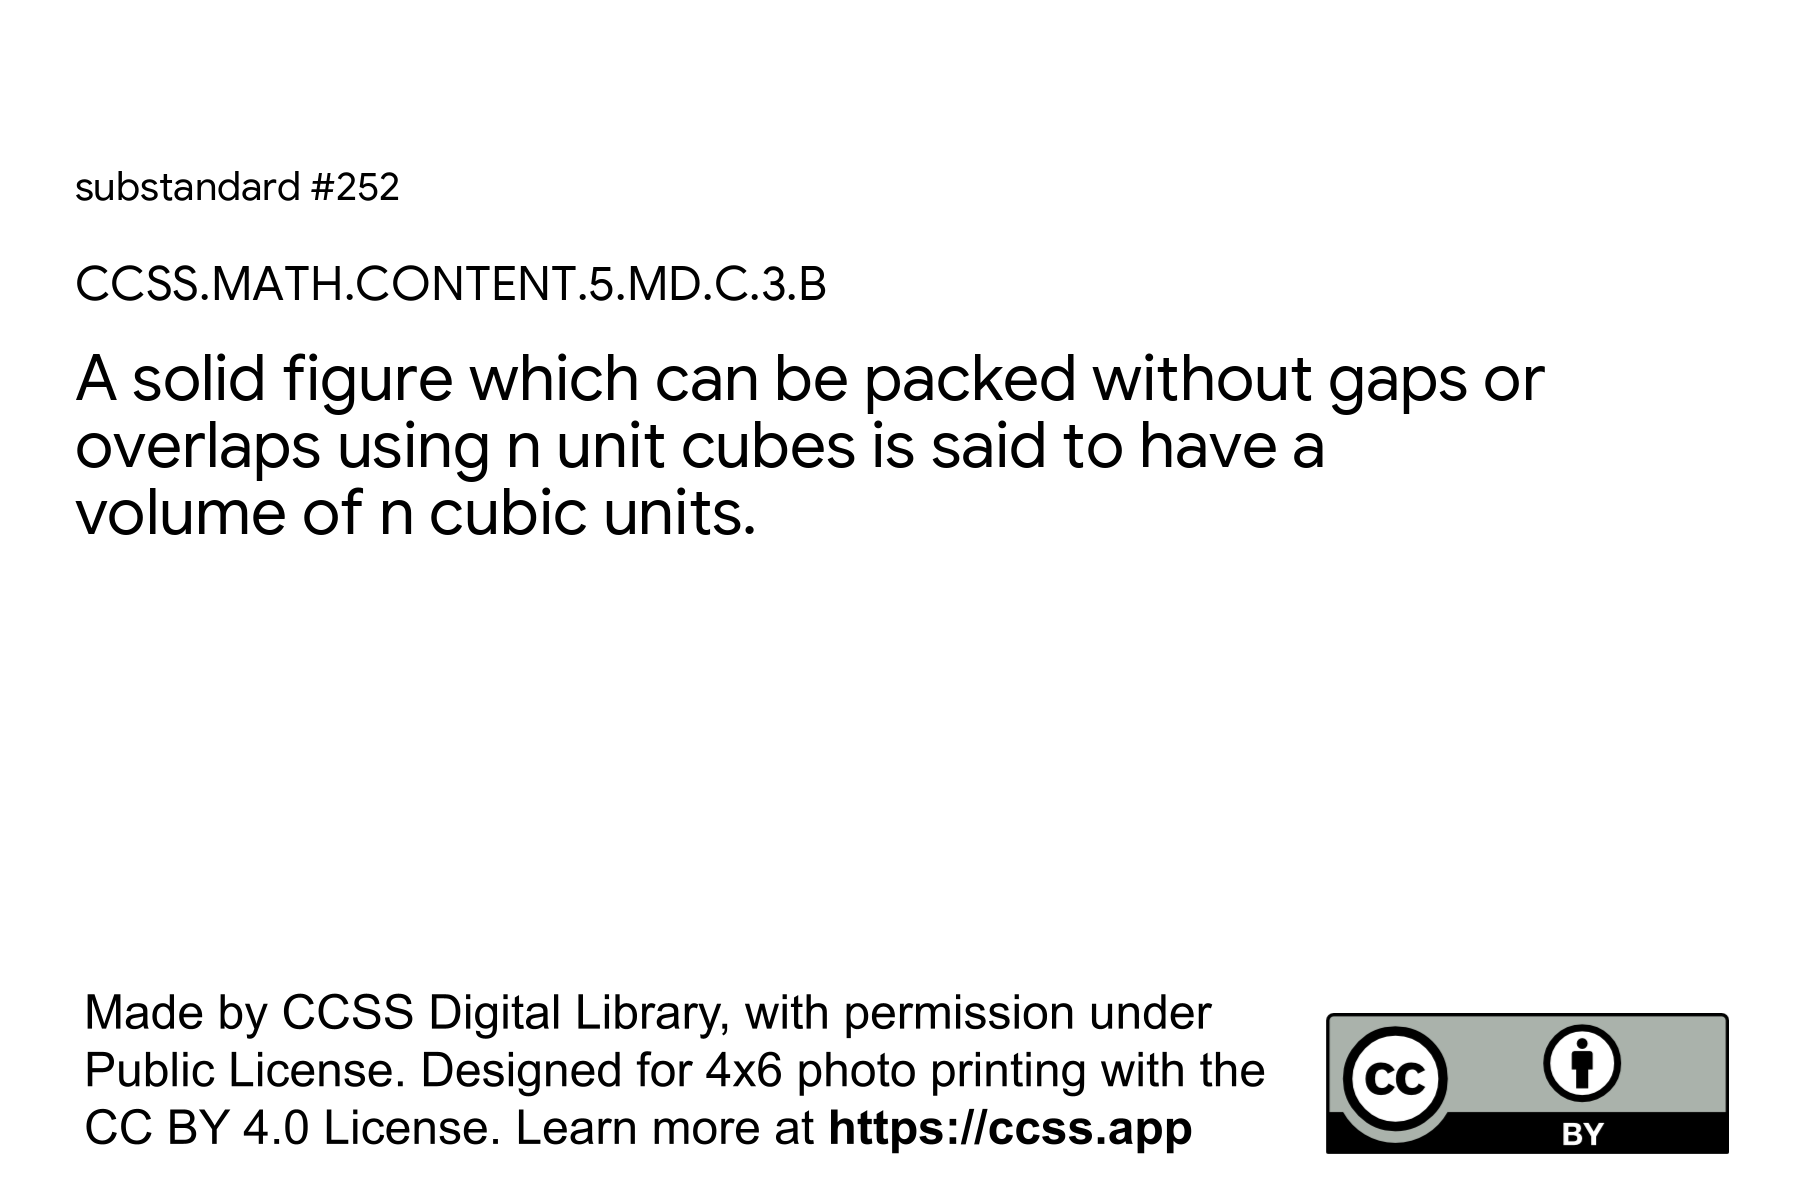 substandard #252
CCSS.MATH.CONTENT.5.MD.C.3.B
A solid figure which can be packed without gaps or
overlaps using n unit cubes is said to have a
volume of n cubic units.
Made by CCSS Digital Library, with permission under
Public License. Designed for 4x6 photo printing with the
CC BY 4.0 License. Learn more at https://ccss.app
CC
BY